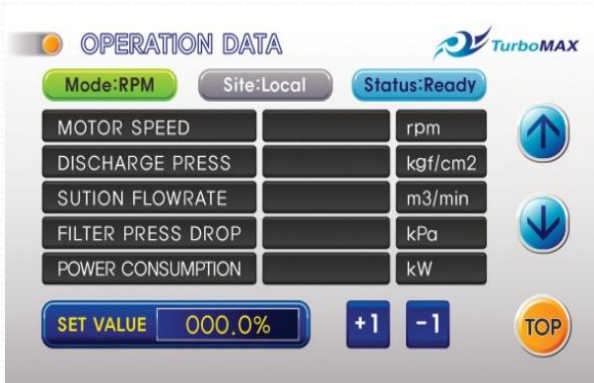 OPERATION DATA
TurboMAX
Mode:RPM Site:Local Status:Ready
MOTOR SPEED rpm
DISCHARGE PRESS kgf/cm2
SUTION FLOWRATE m3/min
FILTER PRESS DROP kPa
POWER CONSUMPTION kW
SET VALUE 000.0% +1 -1 TOP